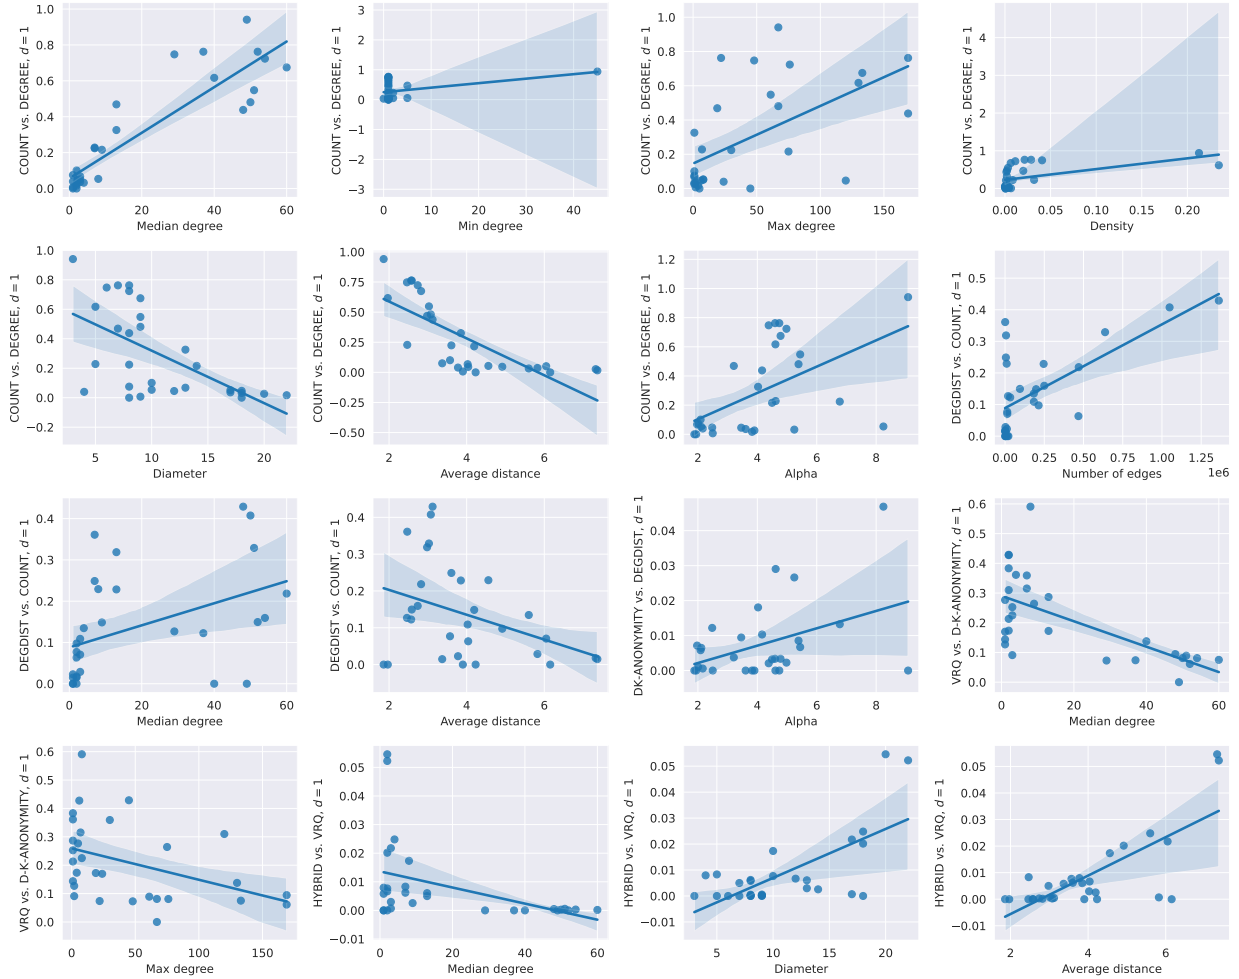 COUNT vs. DEGREE, d = 1
1.0
0.8
0.6
0.4
0.2
0.0
0 20 40 60
Median degree
COUNT vs. DEGREE, d = 1
3
2
1
0
−1
−2
−3
0 10 20 30 40
Min degree
COUNT vs. DEGREE, d = 1
1.0
0.8
0.6
0.4
0.2
0.0
0 50 100 150
Max degree
COUNT vs. DEGREE, d = 1
4
3
2
1
0
0.00 0.05 0.10 0.15 0.20
Density
COUNT vs. DEGREE, d = 1
1.0
0.8
0.6
0.4
0.2
0.0
−0.2
5 10 15 20
Diameter
COUNT vs. DEGREE, d = 1
1.00
0.75
0.50
0.25
0.00
−0.25
−0.50
2 4 6
Average distance
COUNT vs. DEGREE, d = 1
1.2
1.0
0.8
0.6
0.4
0.2
0.0
2 4 6 8
Alpha
DEGDIST vs. COUNT, d = 1
0.5
0.4
0.3
0.2
0.1
0.0
0.00 0.25 0.50 0.75 1.00 1.25
Number of edges 1e6
DEGDIST vs. COUNT, d = 1
0.4
0.3
0.2
0.1
0.0
0 20 40 60
Median degree
DEGDIST vs. COUNT, d = 1
0.4
0.3
0.2
0.1
0.0
2 4 6
Average distance
DK-ANONYMITY vs. DEGDIST, d = 1
0.04
0.03
0.02
0.01
0.00
2 4 6 8
Alpha
VRQ vs. D-K-ANONYMITY, d = 1
0.6
0.5
0.4
0.3
0.2
0.1
0.0
0 20 40 60
Median degree
VRQ vs. D-K-ANONYMITY, d = 1
0.6
0.5
0.4
0.3
0.2
0.1
0.0
0 50 100 150
Max degree
HYBRID vs. VRQ, d = 1
0.05
0.04
0.03
0.02
0.01
0.00
−0.01
0 20 40 60
Median degree
HYBRID vs. VRQ, d = 1
0.05
0.04
0.03
0.02
0.01
0.00
−0.01
5 10 15 20
Diameter
HYBRID vs. VRQ, d = 1
0.05
0.04
0.03
0.02
0.01
0.00
−0.01
2 4 6
Average distance